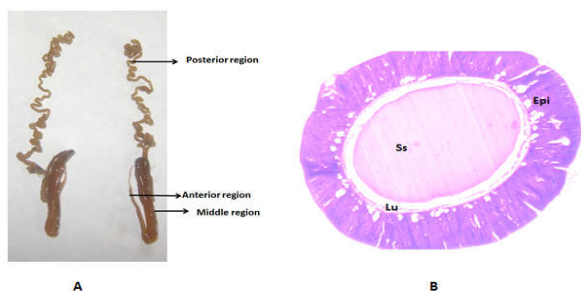 Posterior region
Anterior region
Middle region
A
Epi
Ss
Lu
B